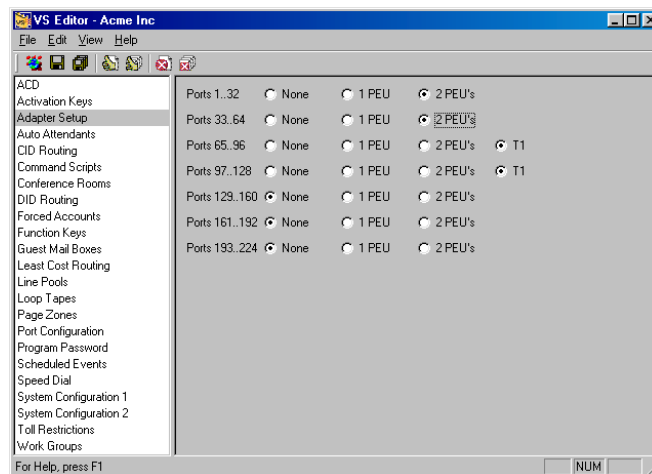 VS Editor - Acme Inc
File Edit View Help
ACD
Activation Keys
Adapter Setup
Auto Attendants
CID Routing
Command Scripts
Conference Rooms
DID Routing
Forced Accounts
Function Keys
Guest Mail Boxes
Least Cost Routing
Line Pools
Loop Tapes
Page Zones
Port Configuration
Program Password
Scheduled Events
Speed Dial
System Configuration 1
System Configuration 2
Toll Restrictions
Work Groups
Ports 1..32 None 1 PEU 2 PEU's
Ports 33..64 None 1 PEU 2 PEU's
Ports 65..96 None 1 PEU 2 PEU's T1
Ports 97..128 None 1 PEU 2 PEU's T1
Ports 129..160 None 1 PEU 2 PEU's
Ports 161..192 None 1 PEU 2 PEU's
Ports 193..224 None 1 PEU 2 PEU's
For Help, press F1 NUM